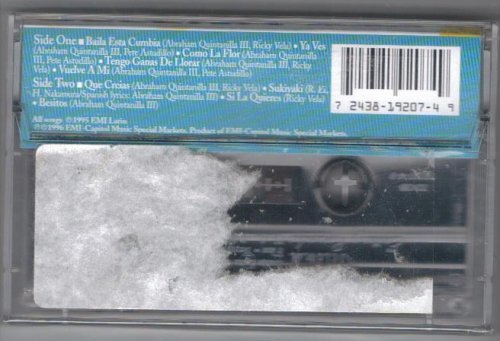 Side One ■ Baila Esta Cumbia (Abraham Quintanilla III, Ricky Vela) • Ya Ves
(Abraham Quintanilla III, Pete Astudillo) • Como La Flor (Abraham Quintanilla
III, Pete Astudillo) • Tengo Ganas De Llorar (Abraham Quintanilla III, Ricky
Vela) • Vuelve A Mi (Abraham Quintanilla III, Pete Astudillo)
Side Two ■ Que Creias (Abraham Quintanilla III, Ricky Vela) • Sukiyaki (R. Ei,
H. Nakamura/Spanish lyrics: Abraham Quintanilla III) • Si La Quieres (Ricky Vela)
• Besitos (Abraham Quintanilla III)
All songs ℗1995 EMI Latin
℗©1996 EMI-Capitol Music Special Markets. Product of EMI-Capitol Music Special Markets.
7 2438-19207-4 9